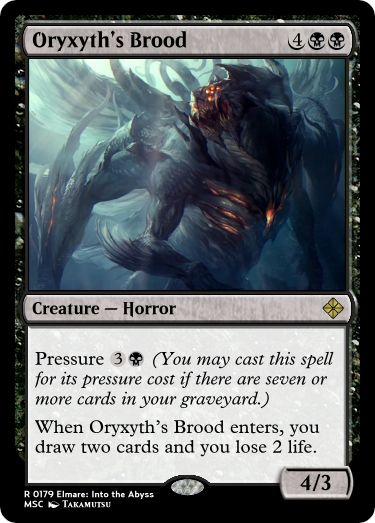 Oryxyth's Brood 4
Creature — Horror
Pressure 3 (You may cast this spell
for its pressure cost if there are seven or
more cards in your graveyard.)
When Oryxyth's Brood enters, you
draw two cards and you lose 2 life.
4/3
R 0179 Elmare: Into the Abyss
MSC Takamutsu